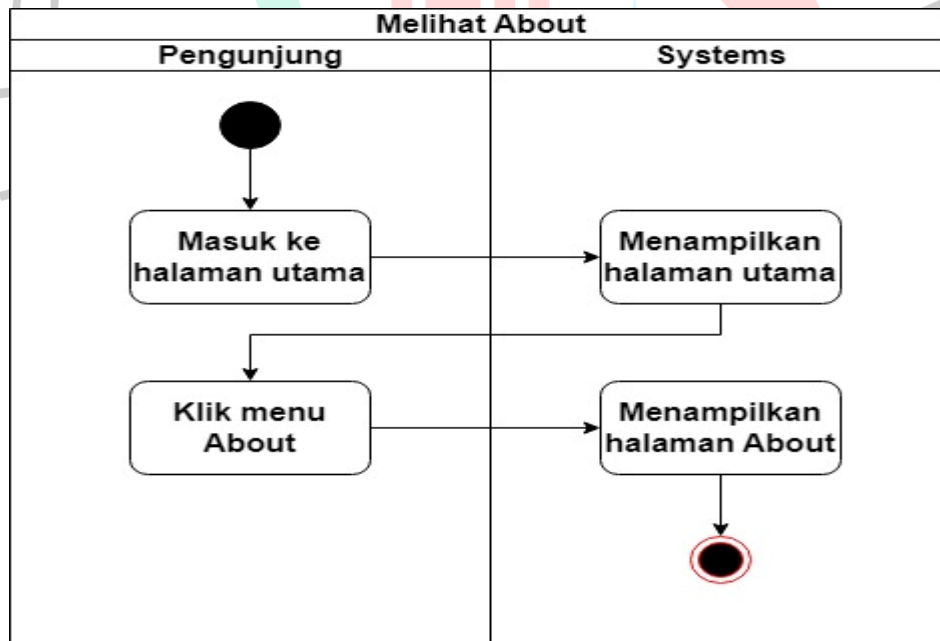 Melihat About
Pengunjung
Systems
Masuk ke
halaman utama
Menampilkan
halaman utama
Klik menu
About
Menampilkan
halaman About